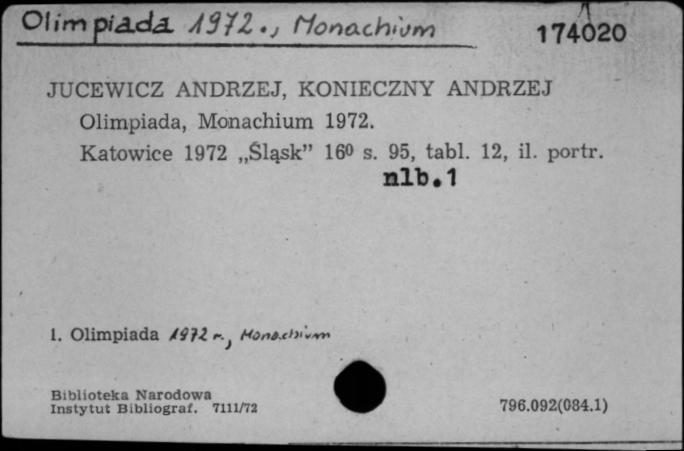 Olimpiada 1972., Monachium
174020
JUCEWICZ ANDRZEJ, KONIECZNY ANDRZEJ
Olimpiada, Monachium 1972.
Katowice 1972 „Śląsk” 16⁰ s. 95, tabl. 12, il. portr.
nlb.1
1. Olimpiada 1972 r., Monachium
Biblioteka Narodowa
Instytut Bibliograf. 7111/72
796.092(084.1)